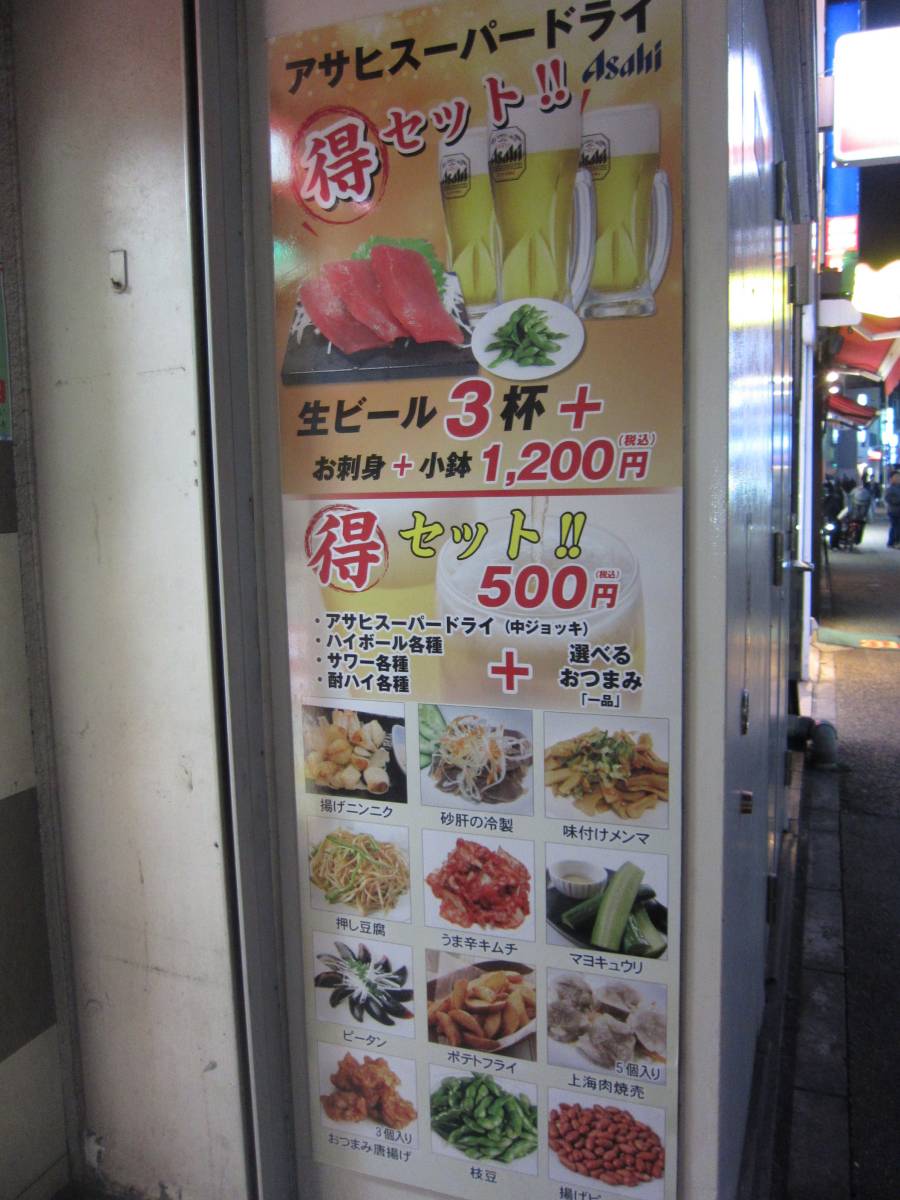 アサヒスーパードライ
Asahi
得セット!!
Asahi
Asahi
Asahi
生ビール3杯+
お刺身+小鉢1,200円(税込)
得セット!!
500円(税込)
・アサヒスーパードライ(中ジョッキ)
・ハイボール各種
・サワー各種
・酎ハイ各種
+
選べる
おつまみ
「一品」
揚げニンニク
砂肝の冷製
味付けメンマ
押し豆腐
うま辛キムチ
マヨキュウリ
ピータン
ポテトフライ
5個入り
上海肉焼売
3個入り
おつまみ唐揚げ
枝豆
揚げピ